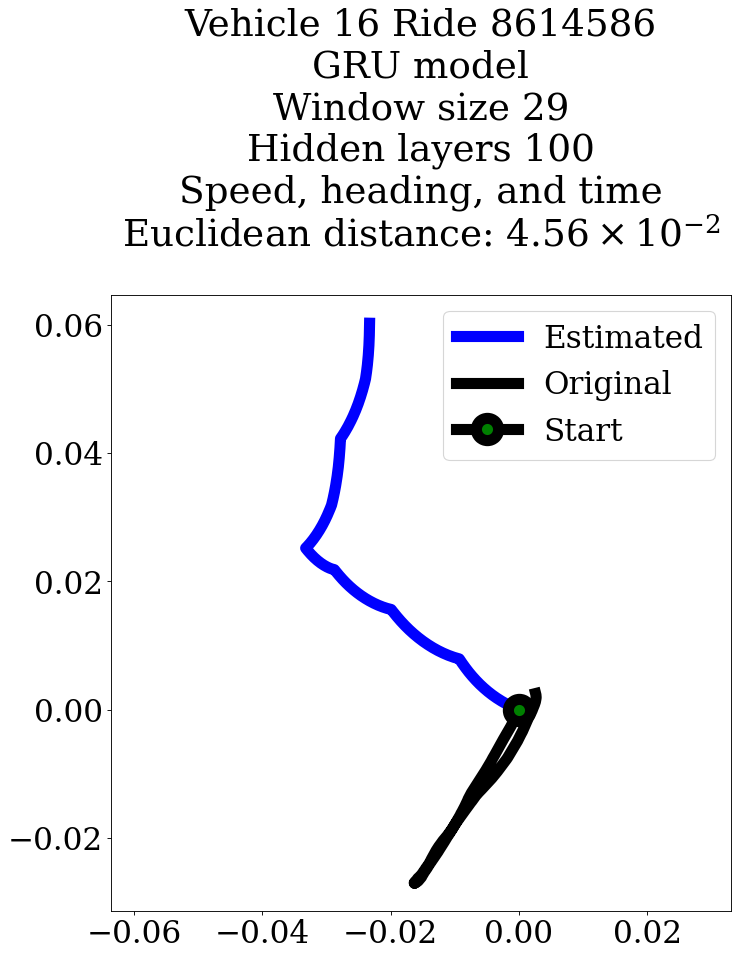 Vehicle 16 Ride 8614586
GRU model
Window size 29
Hidden layers 100
Speed, heading, and time
Euclidean distance: 4.56 × 10⁻²
Estimated
Original
Start
0.06
0.04
0.02
0.00
−0.02
−0.06 −0.04 −0.02 0.00 0.02